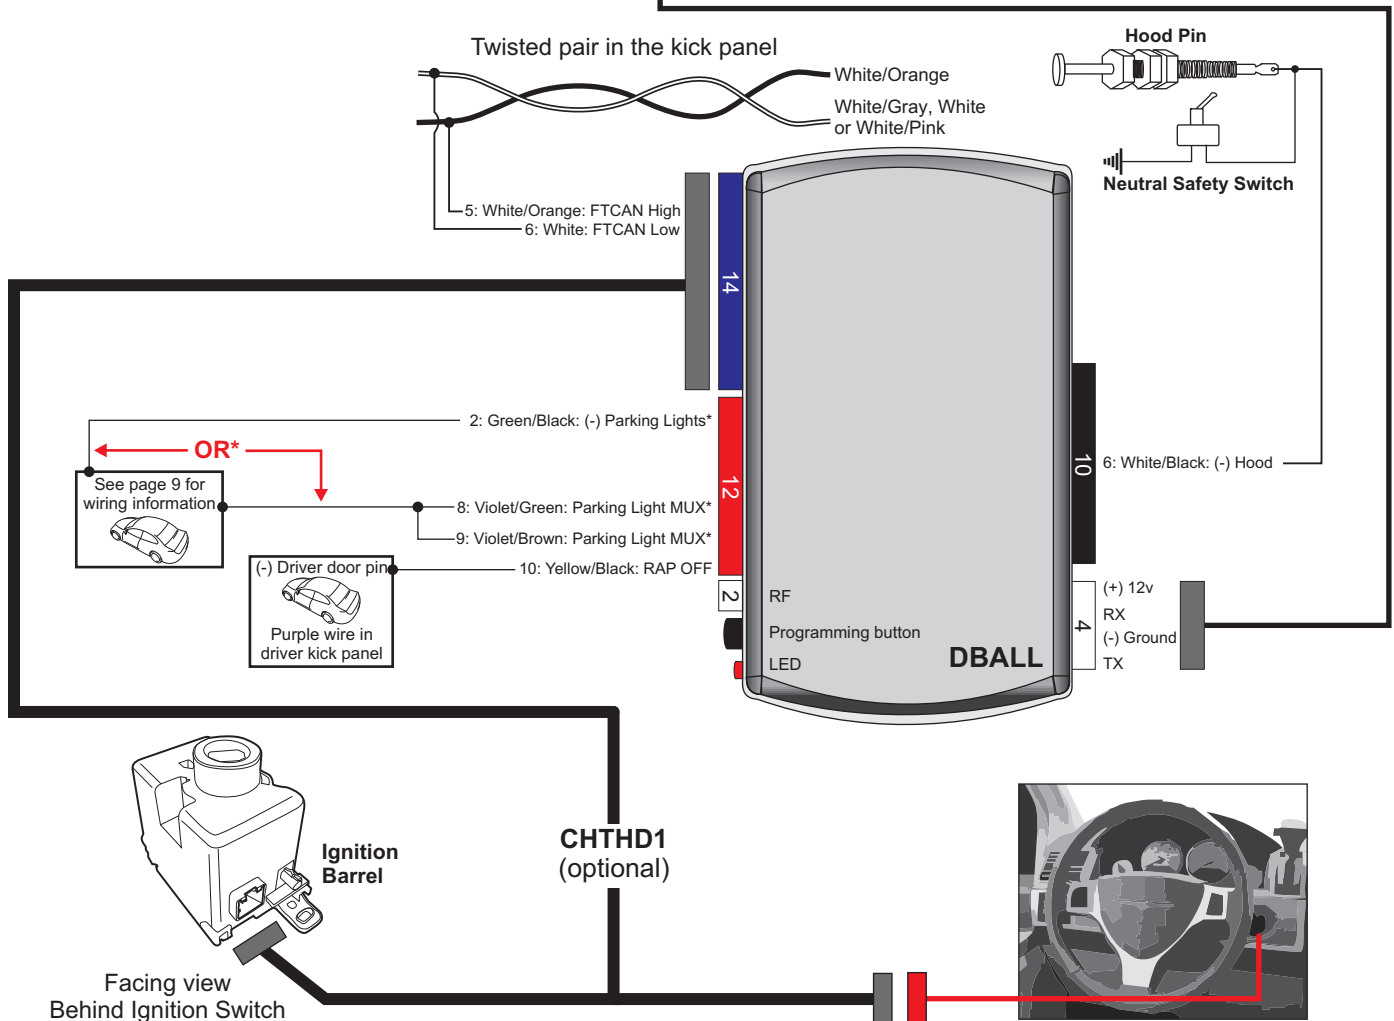 Twisted pair in the kick panel
White/Orange
White/Gray, White
or White/Pink
Hood Pin
Neutral Safety Switch
5: White/Orange: FTCAN High
6: White: FTCAN Low
14
2: Green/Black: (-) Parking Lights*
OR*
See page 9 for
wiring information
12
8: Violet/Green: Parking Light MUX*
9: Violet/Brown: Parking Light MUX*
10: Yellow/Black: RAP OFF
(-) Driver door pin
Purple wire in
driver kick panel
10
6: White/Black: (-) Hood
2
RF
Programming button
LED
DBALL
4
(+) 12v
RX
(-) Ground
TX
Ignition
Barrel
CHTHD1
(optional)
Facing view
Behind Ignition Switch